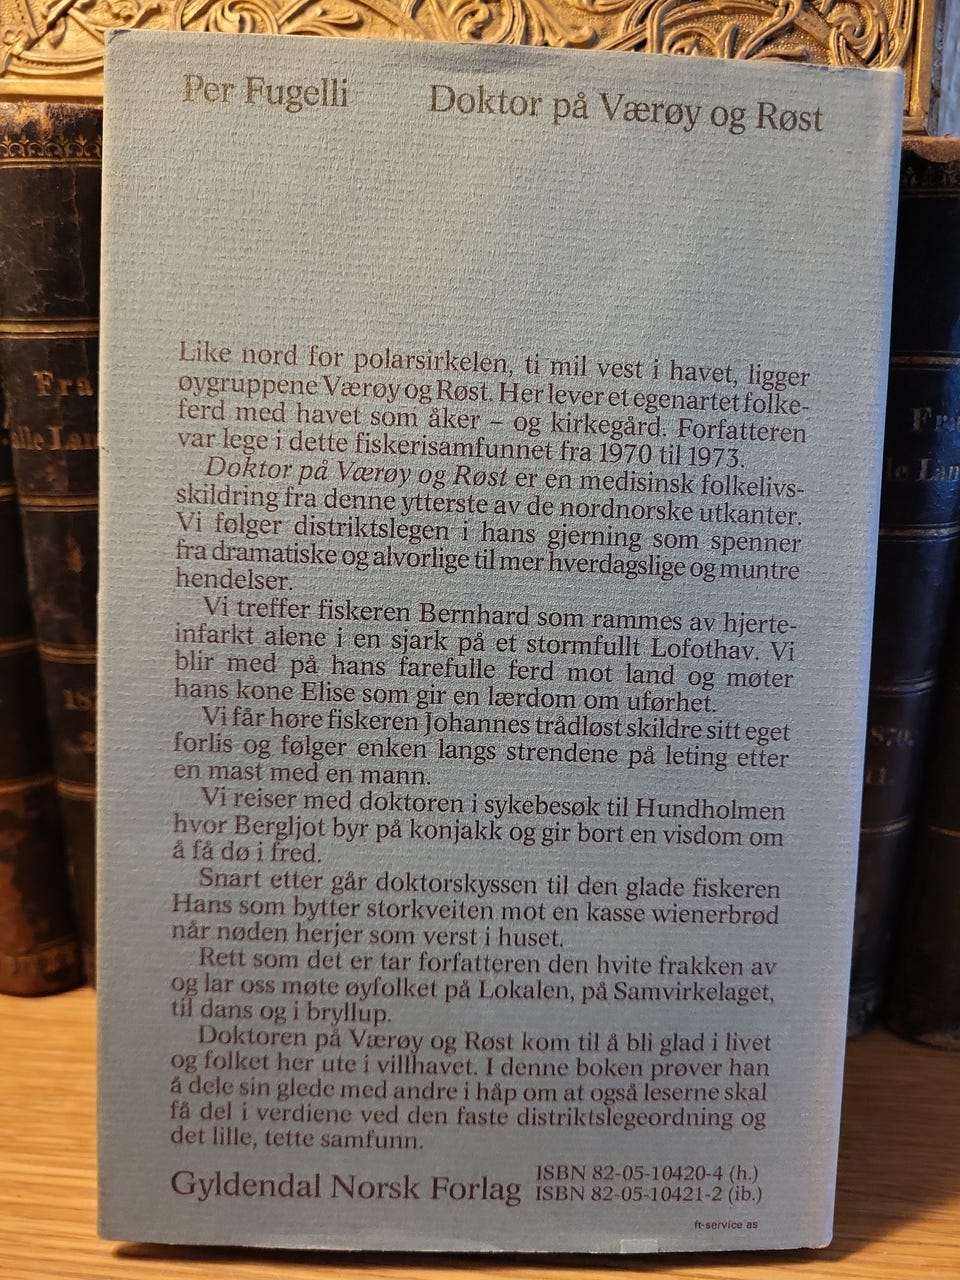 Per Fugelli Doktor på Værøy og Røst
Like nord for polarsirkelen, ti mil vest i havet, ligger
øygruppene Værøy og Røst. Her lever et egenartet folke-
ferd med havet som åker – og kirkegård. Forfatteren
var lege i dette fiskerisamfunnet fra 1970 til 1973.
Doktor på Værøy og Røst er en medisinsk folkelivs-
skildring fra denne ytterste av de nordnorske utkanter.
Vi følger distriktslegen i hans gjerning som spenner
fra dramatiske og alvorlige til mer hverdagslige og muntre
hendelser.
Vi treffer fiskeren Bernhard som rammes av hjerte-
infarkt alene i en sjark på et stormfullt Lofothav. Vi
blir med på hans farefulle ferd mot land og møter
hans kone Elise som gir en lærdom om uførhet.
Vi får høre fiskeren Johannes trådløst skildre sitt eget
forlis og følger enken langs strendene på leting etter
en mast med en mann.
Vi reiser med doktoren i sykebesøk til Hundholmen
hvor Bergljot byr på konjakk og gir bort en visdom om
å få dø i fred.
Snart etter går doktorskyssen til den glade fiskeren
Hans som bytter storkveiten mot en kasse wienerbrød
når nøden herjer som verst i huset.
Rett som det er tar forfatteren den hvite frakken av
og lar oss møte øyfolket på Lokalen, på Samvirkelaget,
til dans og i bryllup.
Doktoren på Værøy og Røst kom til å bli glad i livet
og folket her ute i villhavet. I denne boken prøver han
å dele sin glede med andre i håp om at også leserne skal
få del i verdiene ved den faste distriktslegeordning og
det lille, tette samfunn.
Gyldendal Norsk Forlag
ISBN 82-05-10420-4 (h.)
ISBN 82-05-10421-2 (ib.)
ft-service as
Fra
alle Lan
Fra
lle Lan
1870.
11.